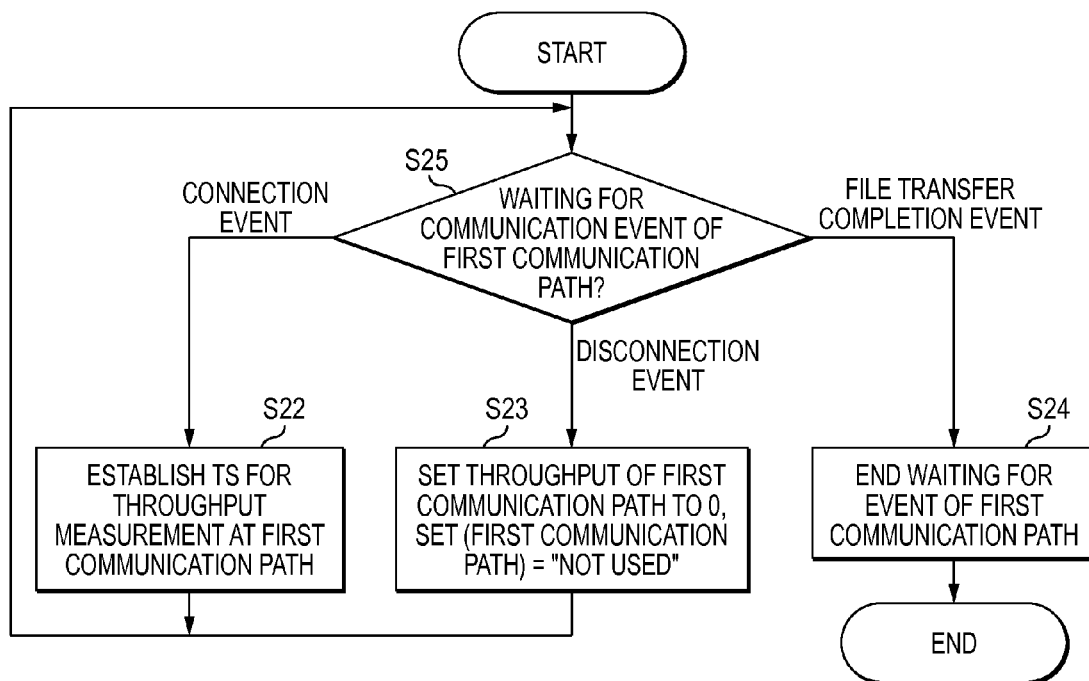 START
S25
CONNECTION
EVENT
WAITING FOR
COMMUNICATION EVENT OF
FIRST COMMUNICATION
PATH?
FILE TRANSFER
COMPLETION EVENT
DISCONNECTION
EVENT
S22
ESTABLISH TS FOR
THROUGHPUT
MEASUREMENT AT FIRST
COMMUNICATION PATH
S23
SET THROUGHPUT OF FIRST
COMMUNICATION PATH TO 0,
SET (FIRST COMMUNICATION
PATH) = "NOT USED"
S24
END WAITING FOR
EVENT OF FIRST
COMMUNICATION PATH
END